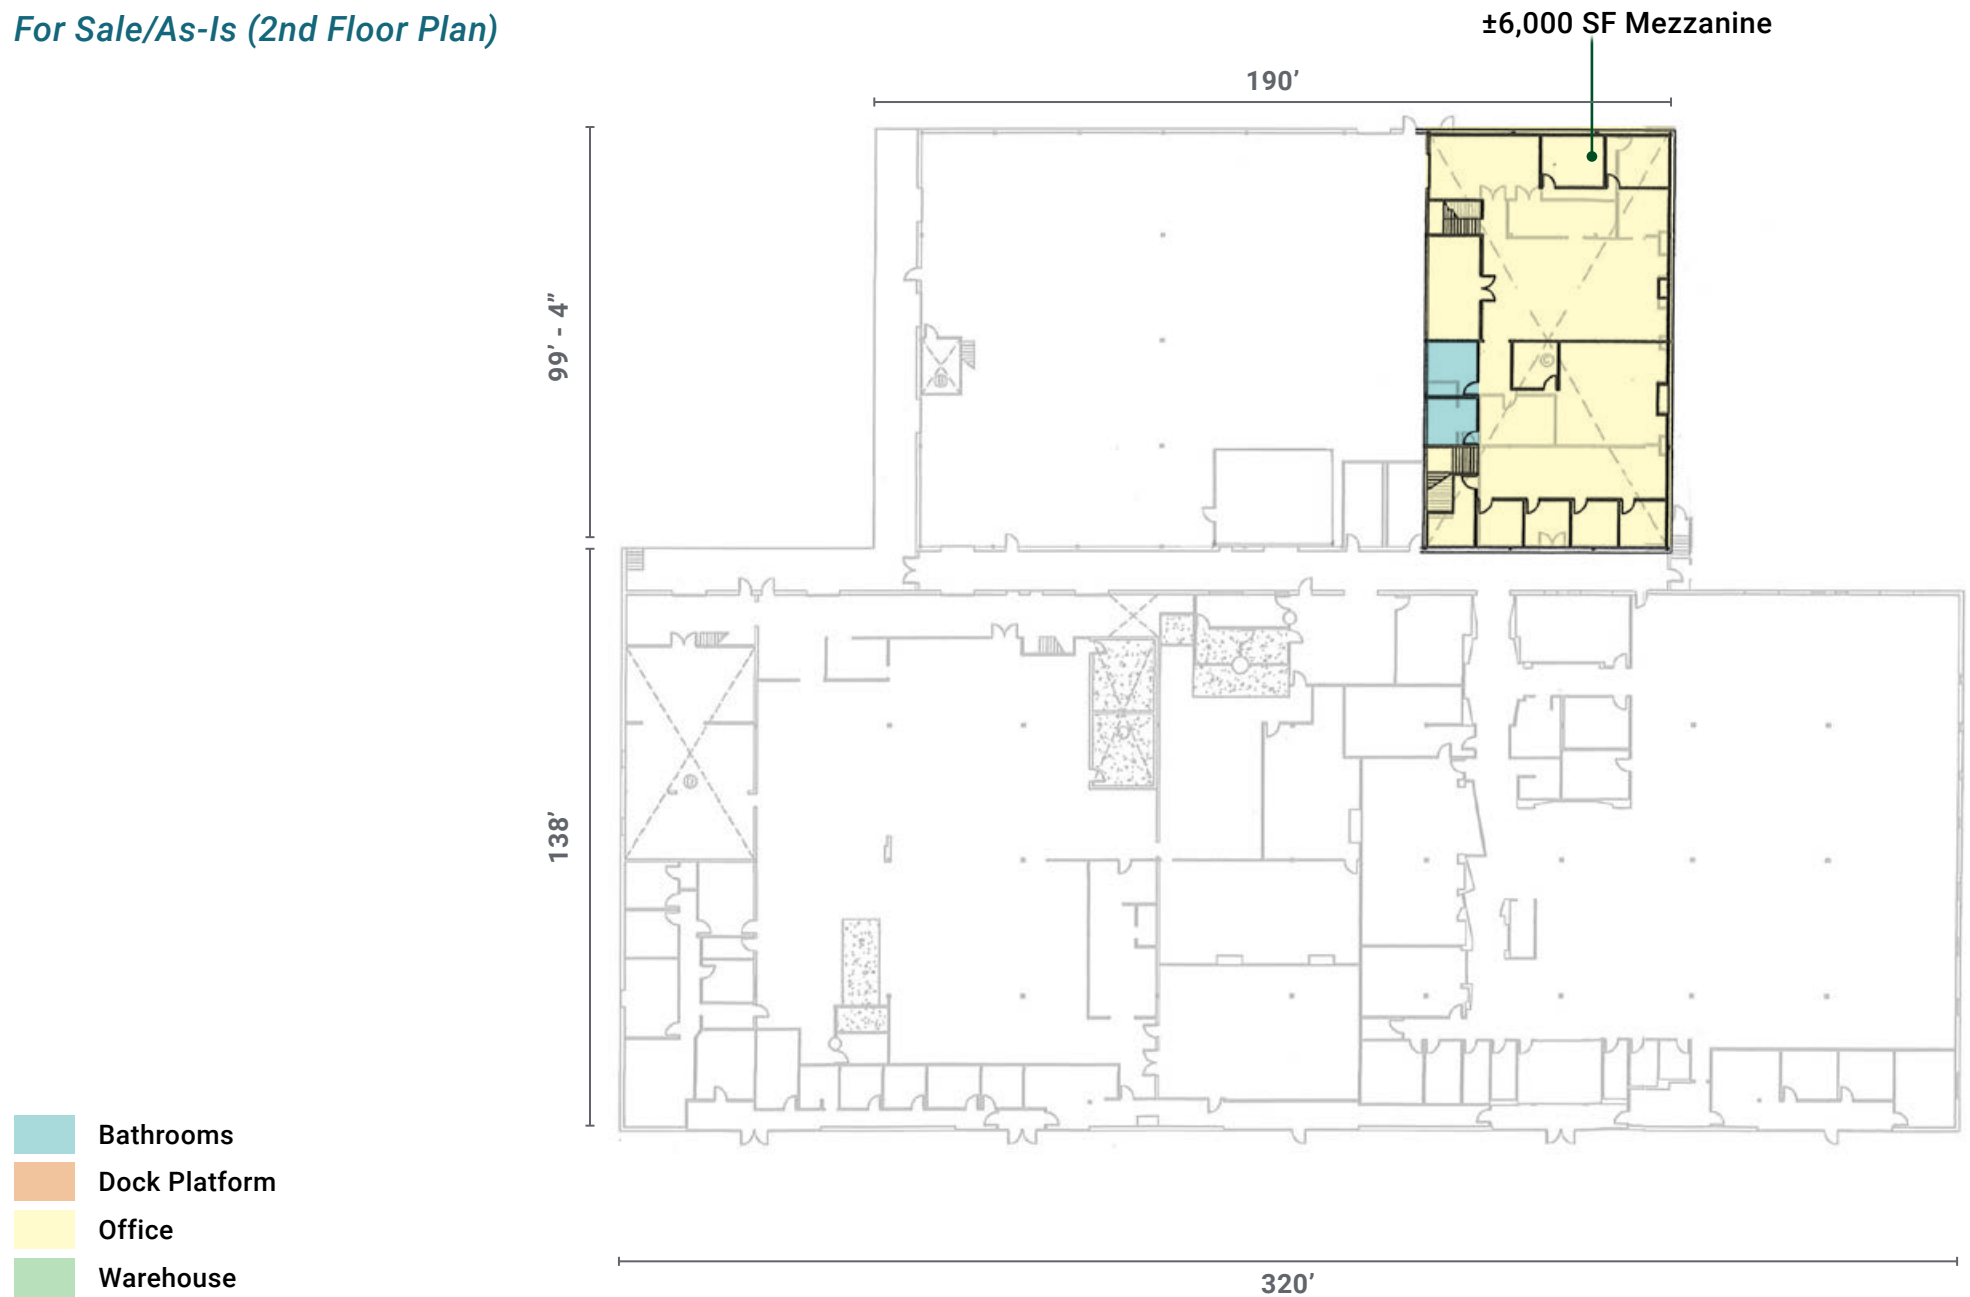 For Sale/As-Is (2nd Floor Plan)
±6,000 SF Mezzanine
190’
99’ - 4”
138’
Bathrooms
Dock Platform
Office
Warehouse
320’